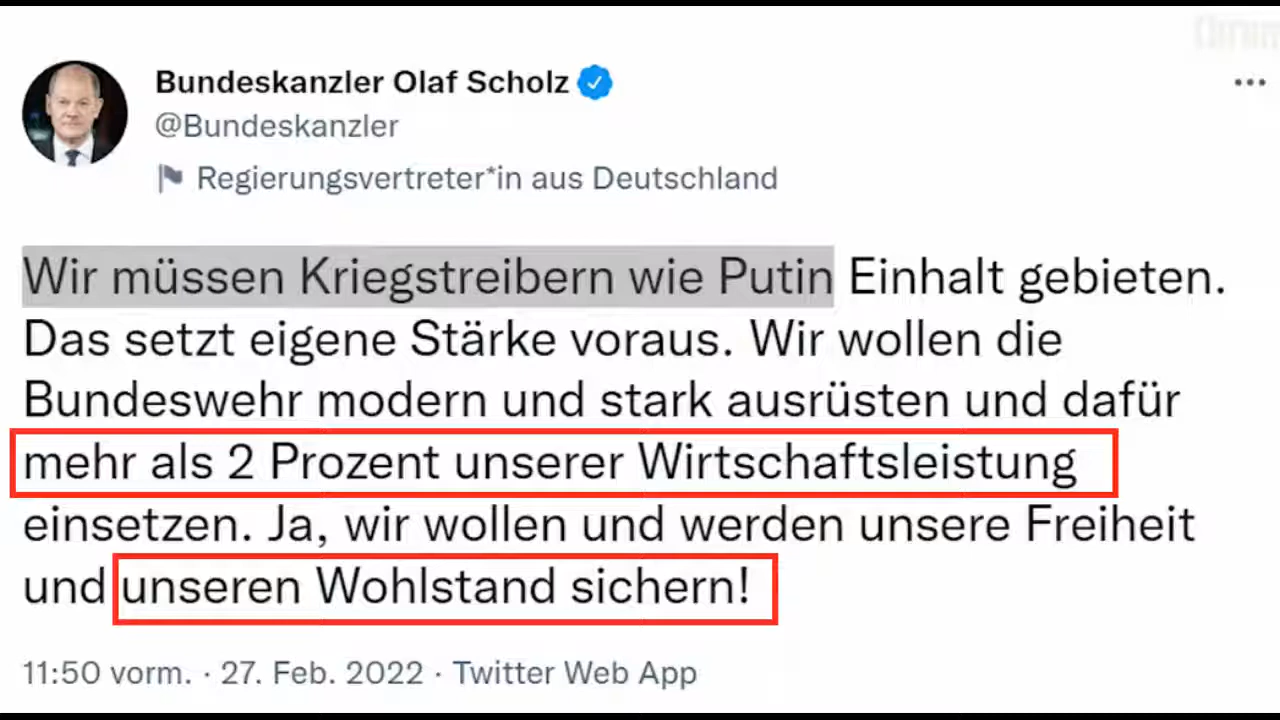 Bundeskanzler Olaf Scholz
@Bundeskanzler
Regierungsvertreter*in aus Deutschland
Wir müssen Kriegstreibern wie Putin Einhalt gebieten.
Das setzt eigene Stärke voraus. Wir wollen die
Bundeswehr modern und stark ausrüsten und dafür
mehr als 2 Prozent unserer Wirtschaftsleistung
einsetzen. Ja, wir wollen und werden unsere Freiheit
und unseren Wohlstand sichern!
11:50 vorm. · 27. Feb. 2022 · Twitter Web App